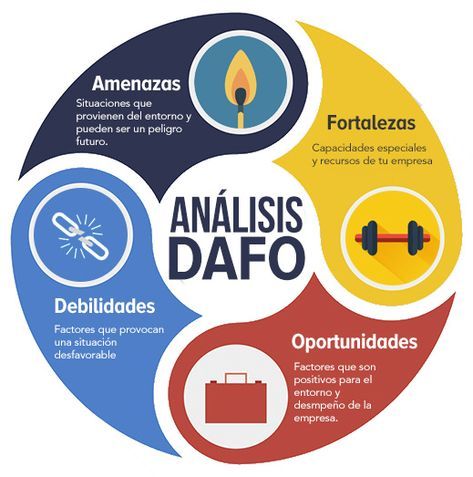 Amenazas
Situaciones que
provienen del entorno y
pueden ser un peligro
futuro.
Fortalezas
Capacidades especiales
y recursos de tu empresa
ANÁLISIS
DAFO
Debilidades
Factores que provocan
una situación
desfavorable
Oportunidades
Factores que son
positivos para el
entorno y
desmpeño de la
empresa.